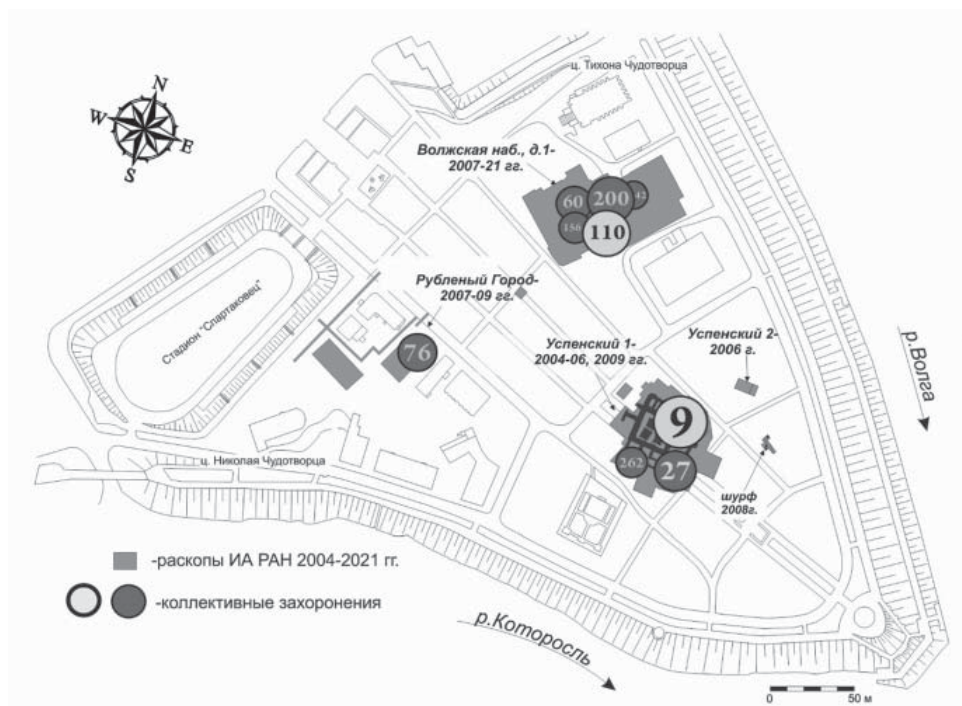 ц. Тихона Чудотворца
N
W
E
S
Волжская наб., д.1-
2007-21 гг.
60
200
42
156
110
Рубленый Город-
2007-09 гг.
Стадион "Спартаковец"
76
Успенский 1-
2004-06, 2009 гг.
Успенский 2-
2006 г.
р.Волга
9
262
27
ц. Николая Чудотворца
шурф
2008г.
-раскопы ИА РАН 2004-2021 гг.
-коллективные захоронения
р.Которосль
0
50 м